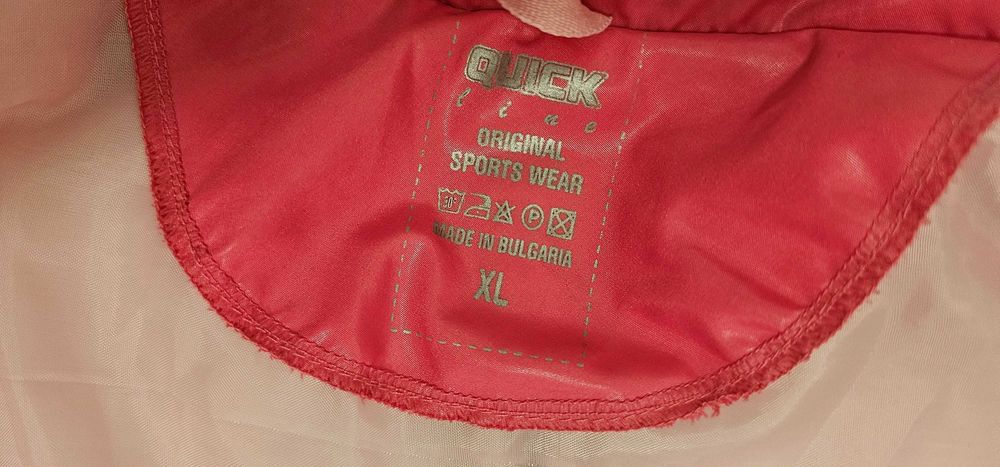 QUICK
line
ORIGINAL
SPORTS WEAR
30°
P
MADE IN BULGARIA
XL